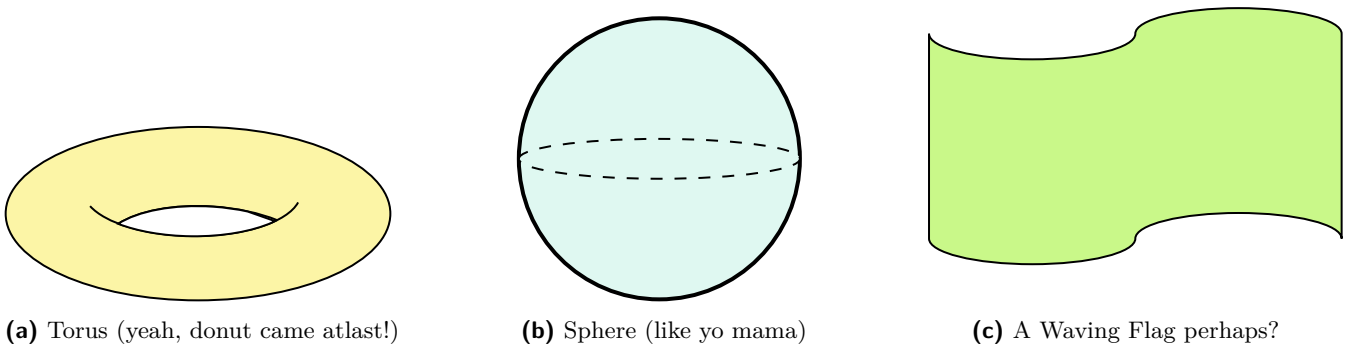 (a) Torus (yeah, donut came atlast!)
(b) Sphere (like yo mama)
(c) A Waving Flag perhaps?